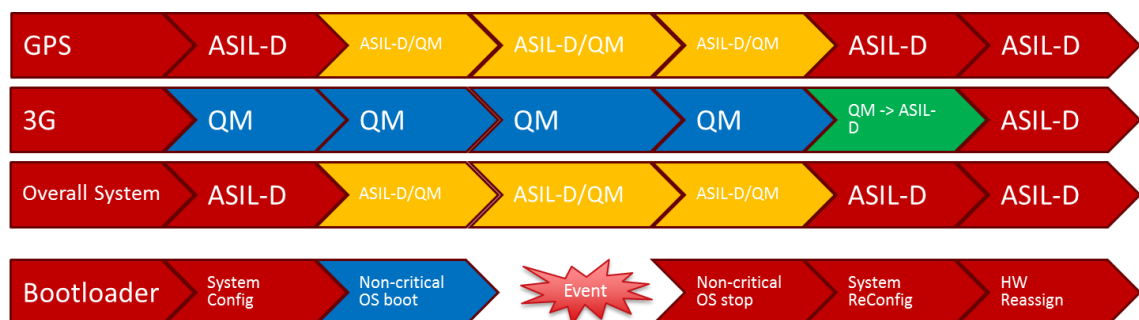 GPS ASIL-D ASIL-D/QM ASIL-D/QM ASIL-D/QM ASIL-D ASIL-D
3G QM QM QM QM QM -> ASIL-
D ASIL-D
Overall System ASIL-D ASIL-D/QM ASIL-D/QM ASIL-D/QM ASIL-D ASIL-D
Bootloader
System
Config
Non-critical
OS boot
Event
Non-critical
OS stop
System
ReConfig
HW
Reassign